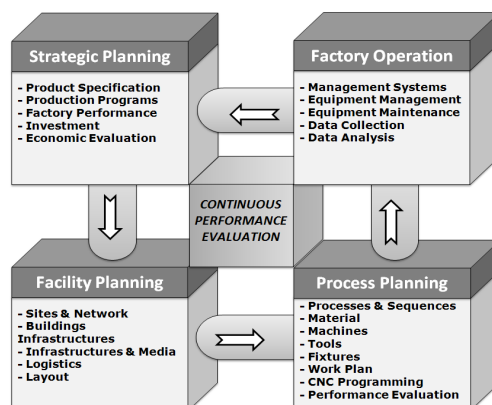 Strategic Planning
- Product Specification
- Production Programs
- Factory Performance
- Investment
- Economic Evaluation
Factory Operation
- Management Systems
- Equipment Management
- Equipment Maintenance
- Data Collection
- Data Analysis
CONTINUOUS
PERFORMANCE
EVALUATION
Facility Planning
- Sites & Network
- Buildings
Infrastructures
- Infrastructures & Media
- Logistics
- Layout
Process Planning
- Processes & Sequences
- Material
- Machines
- Tools
- Fixtures
- Work Plan
- CNC Programming
- Performance Evaluation